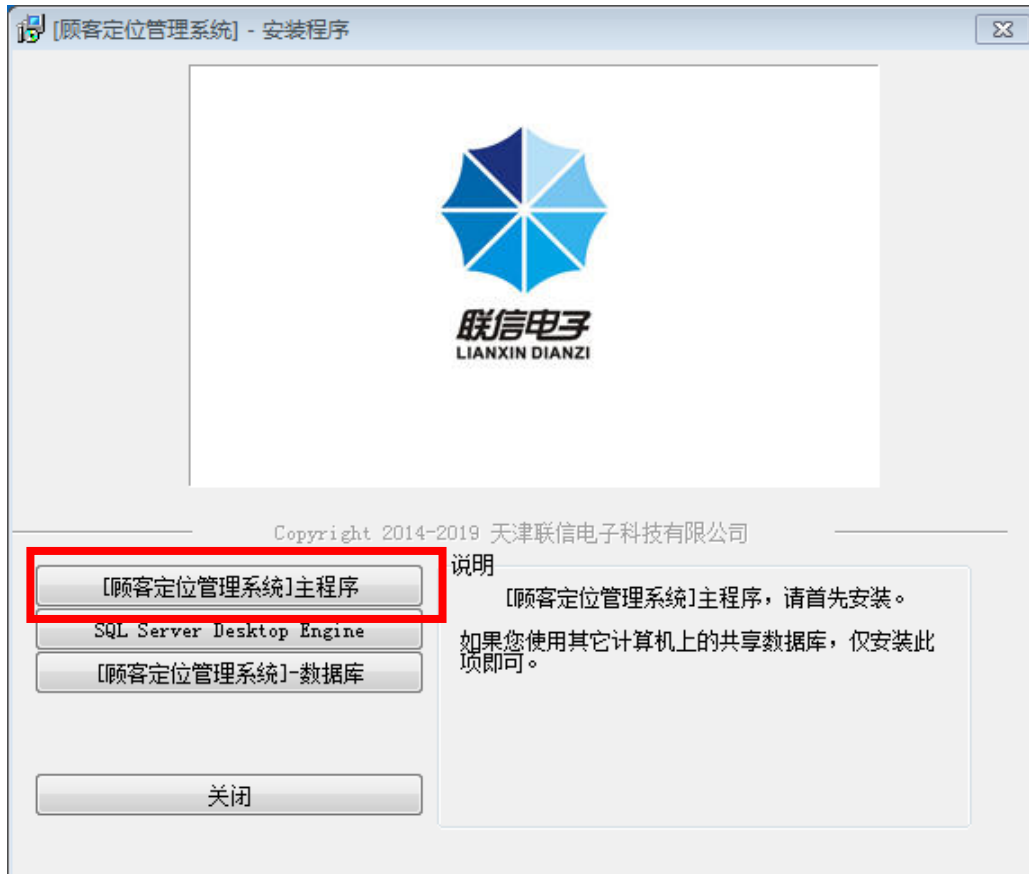 [顾客定位管理系统] - 安装程序
联信电子
LIANXIN DIANZI
Copyright 2014-2019 天津联信电子科技有限公司
[顾客定位管理系统]主程序
SQL Server Desktop Engine
[顾客定位管理系统]-数据库
关闭
说明
[顾客定位管理系统]主程序，请首先安装。
如果您使用其它计算机上的共享数据库，仅安装此
项即可。